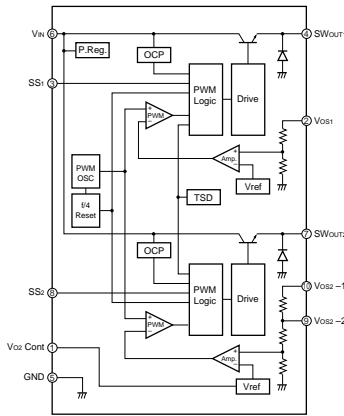 VIN 6
4 SWOUT1
P.Reg.
OCP
SS1 3
PWM Logic
Drive
+ PWM −
2 VOS1
Amp. + −
PWM OSC
Vref
f/4 Reset
TSD
7 SWOUT2
OCP
10 VOS2 −1
SS2 8
PWM Logic
Drive
9 VOS2 −2
+ PWM −
VO2 Cont 1
Amp. + −
GND 5
Vref